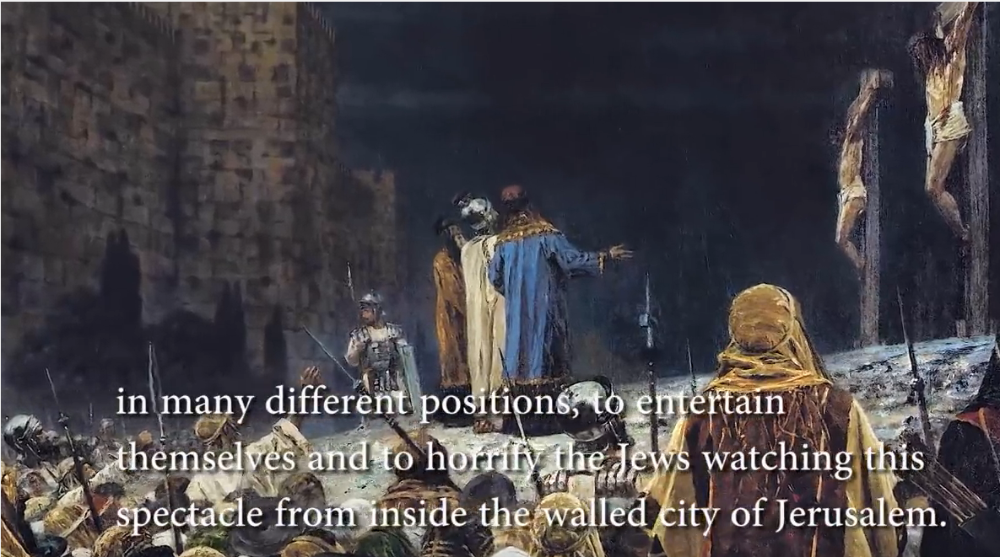 in many different positions, to entertain
themselves and to horrify the Jews watching this
spectacle from inside the walled city of Jerusalem.